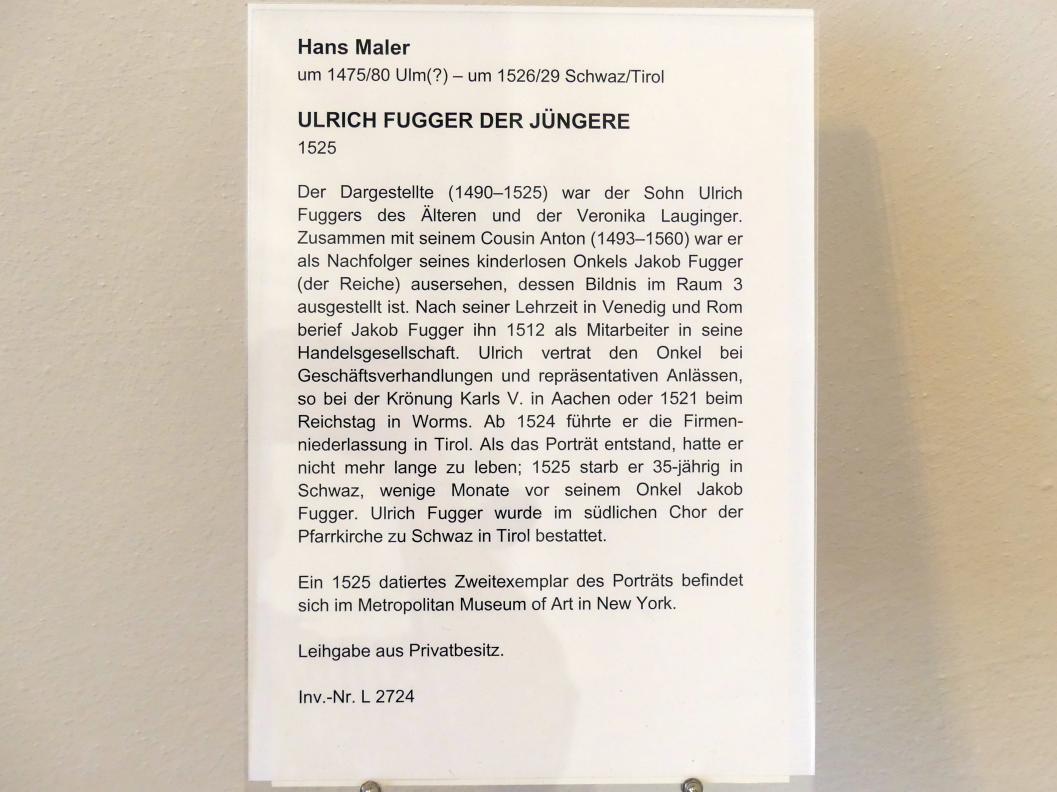 Hans Maler
um 1475/80 Ulm(?) – um 1526/29 Schwaz/Tirol
ULRICH FUGGER DER JÜNGERE
1525
Der Dargestellte (1490–1525) war der Sohn Ulrich
Fuggers des Älteren und der Veronika Lauginger.
Zusammen mit seinem Cousin Anton (1493–1560) war er
als Nachfolger seines kinderlosen Onkels Jakob Fugger
(der Reiche) ausersehen, dessen Bildnis im Raum 3
ausgestellt ist. Nach seiner Lehrzeit in Venedig und Rom
berief Jakob Fugger ihn 1512 als Mitarbeiter in seine
Handelsgesellschaft. Ulrich vertrat den Onkel bei
Geschäftsverhandlungen und repräsentativen Anlässen,
so bei der Krönung Karls V. in Aachen oder 1521 beim
Reichstag in Worms. Ab 1524 führte er die Firmen-
niederlassung in Tirol. Als das Porträt entstand, hatte er
nicht mehr lange zu leben; 1525 starb er 35-jährig in
Schwaz, wenige Monate vor seinem Onkel Jakob
Fugger. Ulrich Fugger wurde im südlichen Chor der
Pfarrkirche zu Schwaz in Tirol bestattet.
Ein 1525 datiertes Zweitexemplar des Porträts befindet
sich im Metropolitan Museum of Art in New York.
Leihgabe aus Privatbesitz.
Inv.-Nr. L 2724